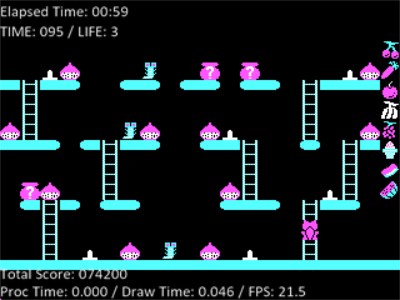 Elapsed Time: 00:59
TIME: 095 / LIFE: 3
? ?
?
Total Score: 074200
Proc Time: 0.000 / Draw Time: 0.046 / FPS: 21.5